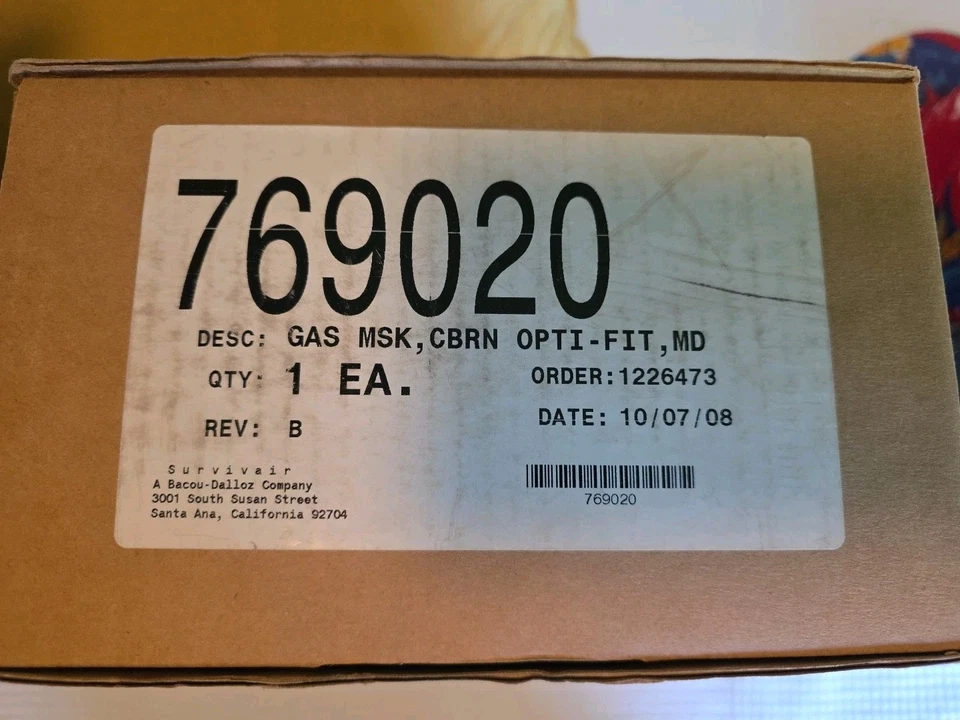 769020
DESC: GAS MSK,CBRN OPTI-FIT,MD
QTY: 1 EA. ORDER:1226473
REV: B DATE: 10/07/08
Survivair
A Bacou-Dalloz Company
3001 South Susan Street
Santa Ana, California 92704
769020